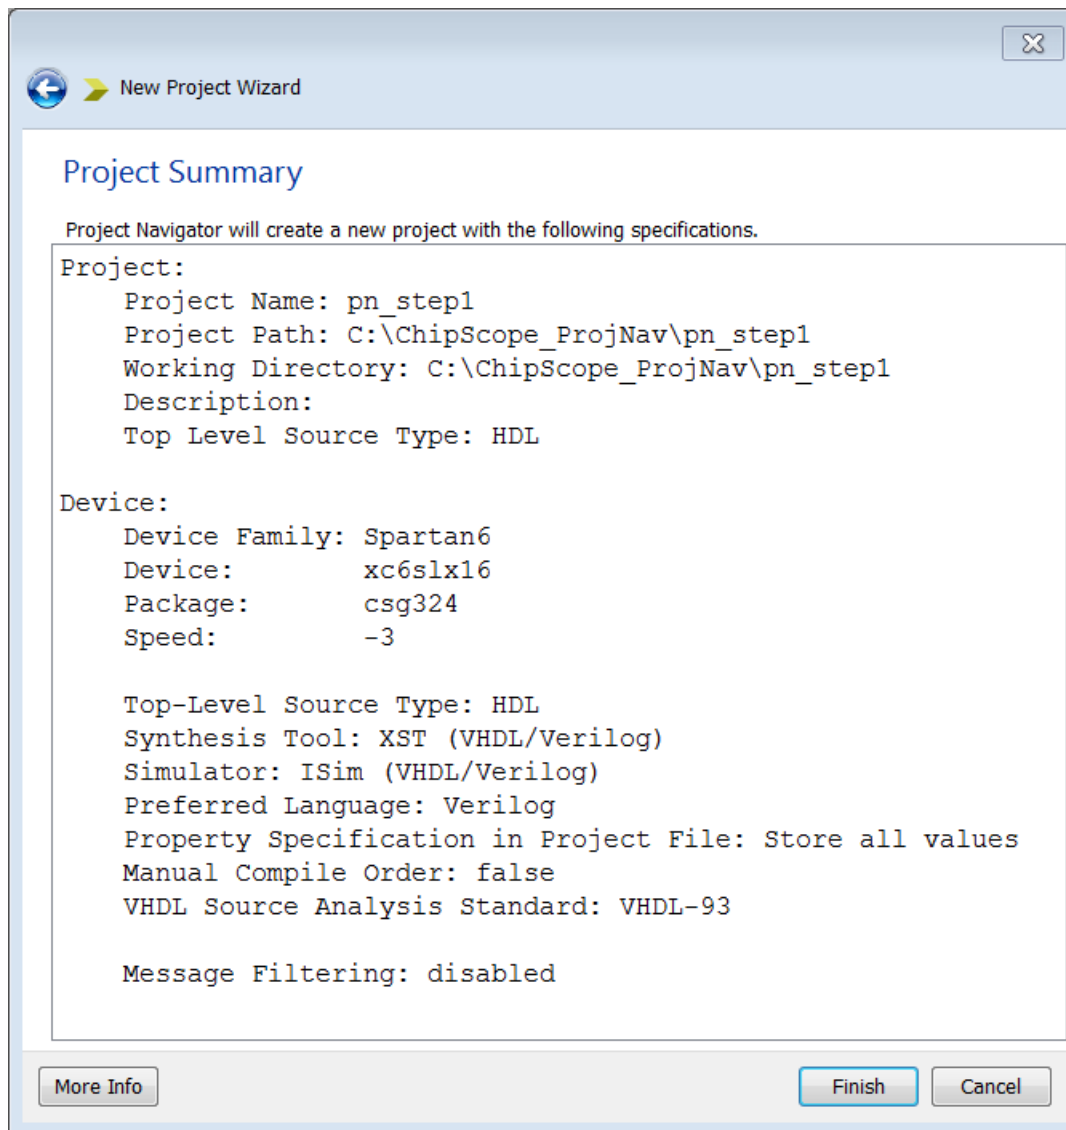 New Project Wizard
Project Summary
Project Navigator will create a new project with the following specifications.
Project:
Project Name: pn_step1
Project Path: C:\ChipScope_ProjNav\pn_step1
Working Directory: C:\ChipScope_ProjNav\pn_step1
Description:
Top Level Source Type: HDL
Device:
Device Family: Spartan6
Device: xc6slx16
Package: csg324
Speed: -3
Top-Level Source Type: HDL
Synthesis Tool: XST (VHDL/Verilog)
Simulator: ISim (VHDL/Verilog)
Preferred Language: Verilog
Property Specification in Project File: Store all values
Manual Compile Order: false
VHDL Source Analysis Standard: VHDL-93
Message Filtering: disabled
More Info Finish Cancel